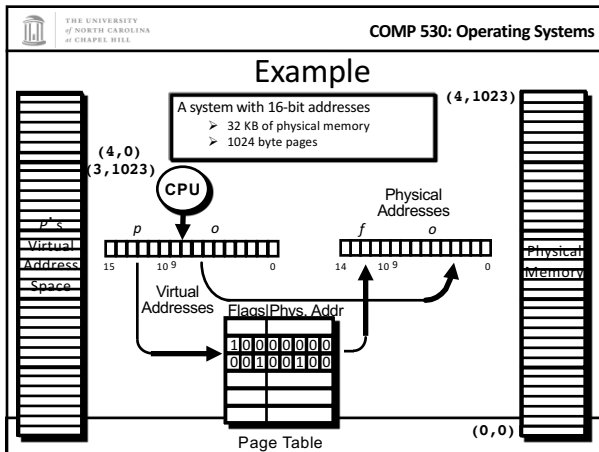 THE UNIVERSITY
of NORTH CAROLINA
at CHAPEL HILL
COMP 530: Operating Systems
Example
A system with 16-bit addresses
➢ 32 KB of physical memory
➢ 1024 byte pages
(4,1023)
(4,0)
(3,1023)
CPU
Physical
Addresses
P's
Virtual
Address
Space
p
o
15
10
9
0
f
o
14
10
9
0
Physical
Memory
Virtual
Addresses
Flags|Phys. Addr
1 0 0 0 0 0 0 0
0 0 1 0 0 1 0 0
(0,0)
Page Table